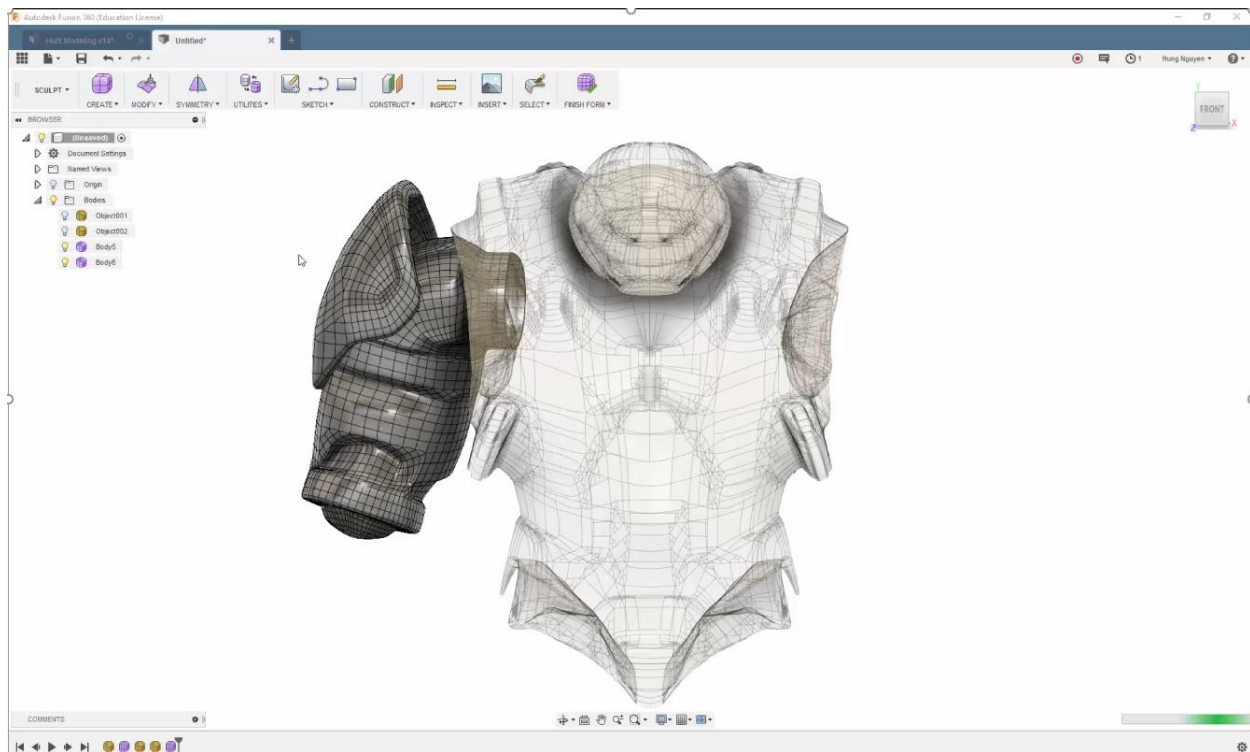 Autodesk Fusion 360 (Education License)
Hulk Modeling v14*
Untitled*
1 Hung Nguyen
SCULPT
CREATE MODIFY SYMMETRY UTILITIES SKETCH CONSTRUCT INSPECT INSERT SELECT FINISH FORM
BROWSER
(Unsaved)
Document Settings
Named Views
Origin
Bodies
Object001
Object002
Body5
Body6
Y
FRONT
Z X
COMMENTS